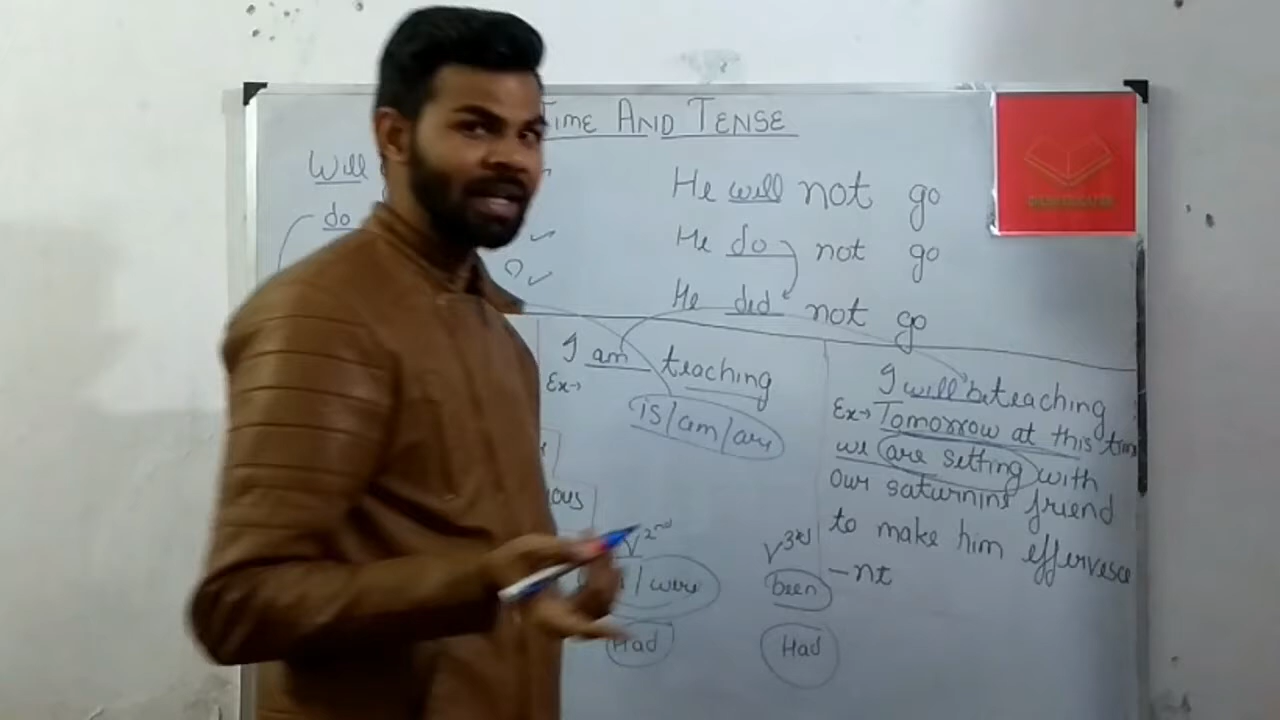 TIME AND TENSE
Will
do
He will not go
He do not go
He did not go
I am teaching
Ex→
is/am/are
I will be teaching
Ex→ Tomorrow at this time
we are setting with
our saturnine friend
to make him effervesce
-nt
V2nd
V3rd
/were
been
Had
Had